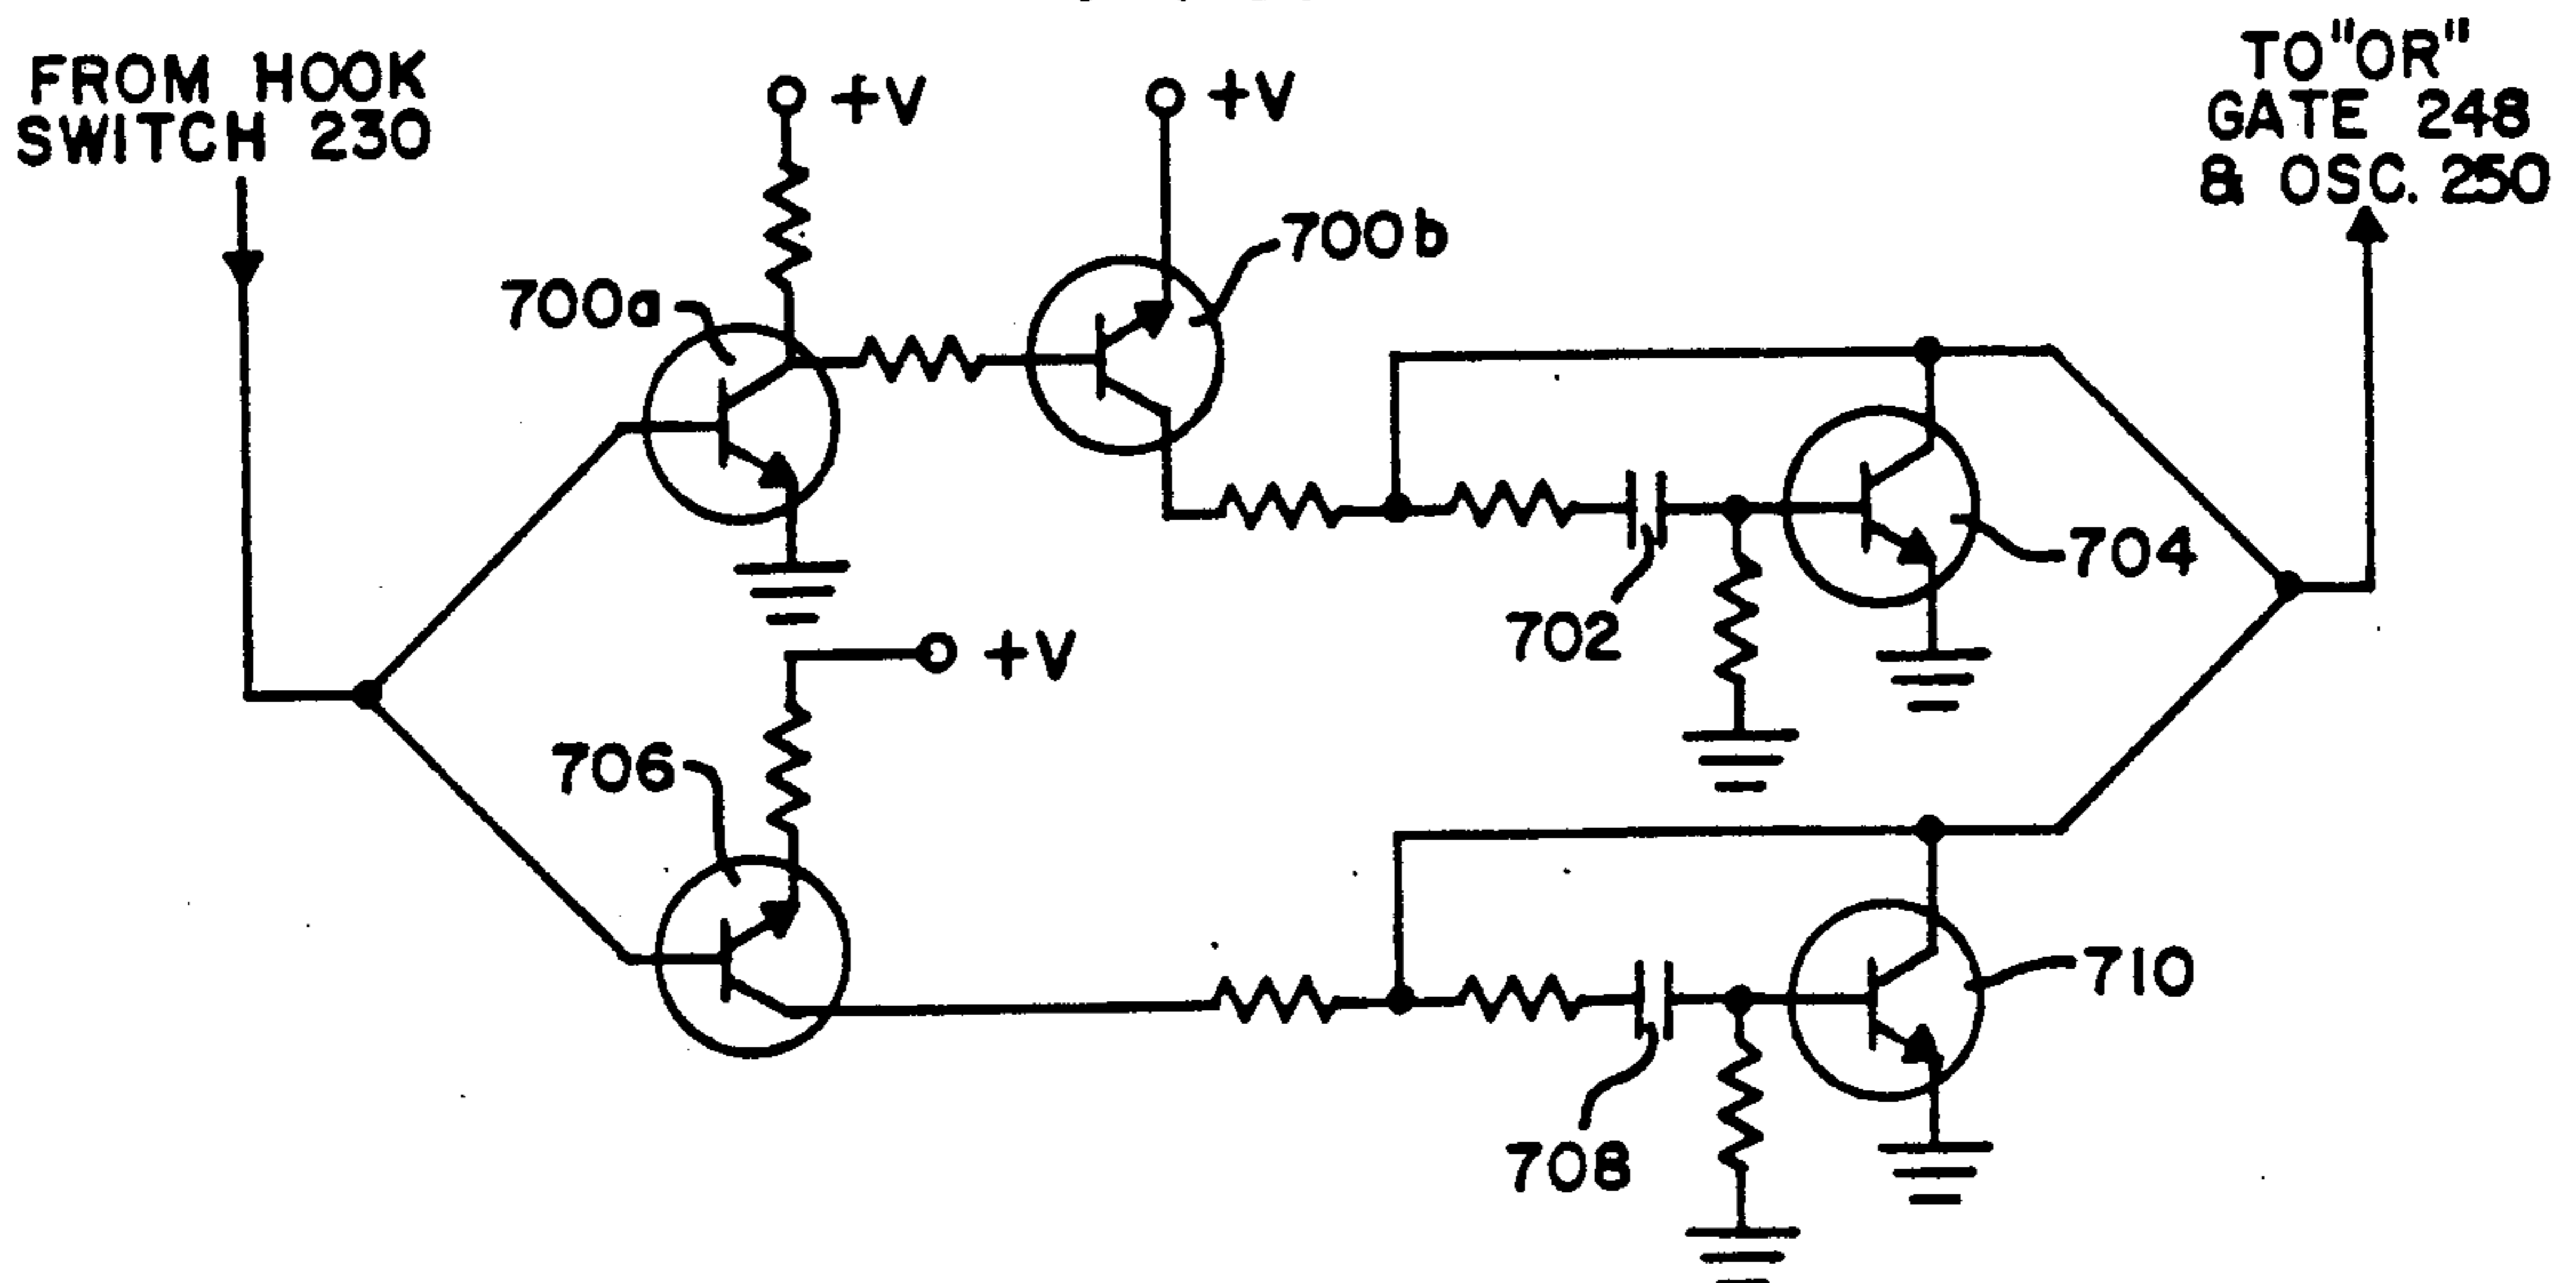 FROM HOOK
SWITCH 230
+V
+V
TO "OR"
GATE 248
& OSC. 250
700a
700b
704
702
+V
706
710
708